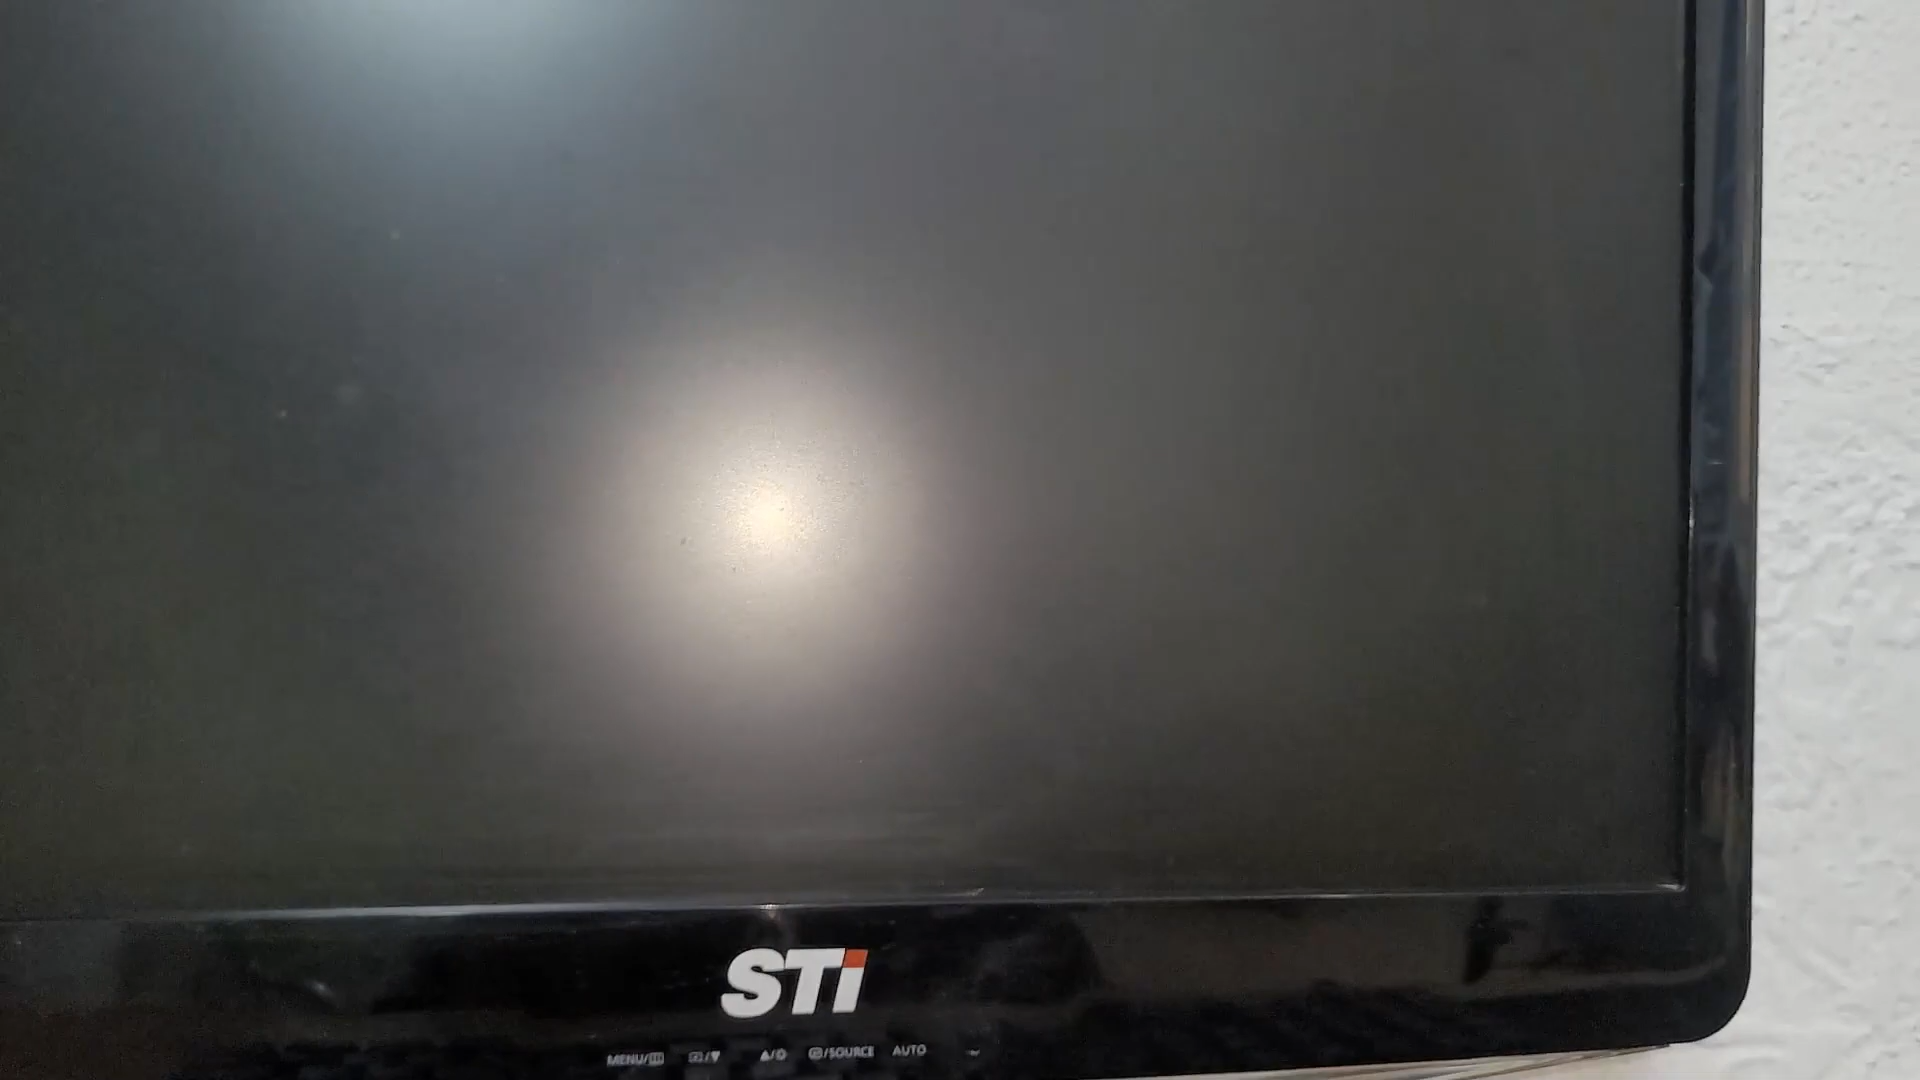 STi
MENU/ /▼ ▲/ /SOURCE AUTO